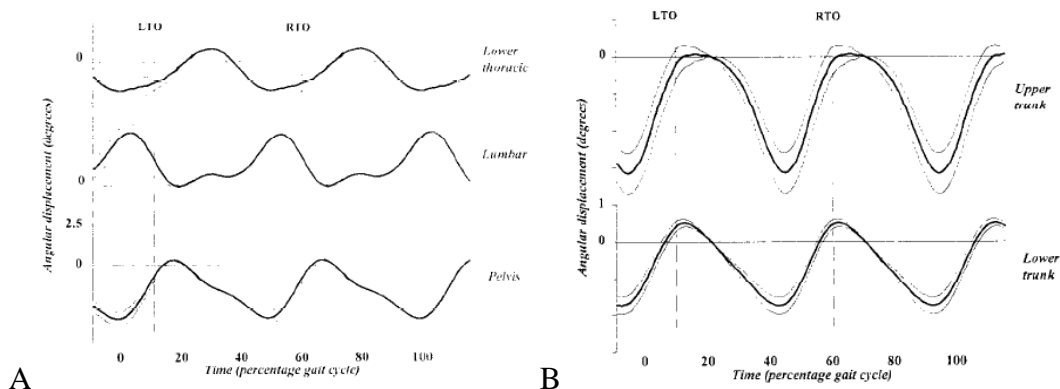 LTO RTO
0
Lower
thoracic
Lumbar
0
2.5
0
Pelvis
Angular displacement (degrees)
0 20 40 60 80 100
Time (percentage gait cycle)
A
LTO RTO
0
Upper
trunk
1
0
Lower
trunk
Angular displacement (degrees)
0 20 40 60 80 100
Time (percentage gait cycle)
B